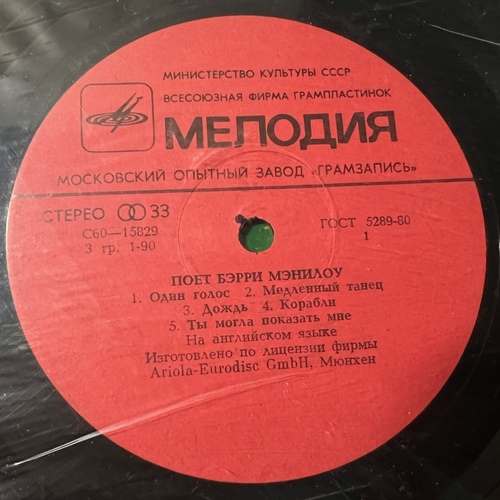 МИНИСТЕРСТВО КУЛЬТУРЫ СССР
ВСЕСОЮЗНАЯ ФИРМА ГРАМПЛАСТИНОК
МЕЛОДИЯ
МОСКОВСКИЙ ОПЫТНЫЙ ЗАВОД «ГРАМЗАПИСЬ»
СТЕРЕО 33
С60—15829
3 гр. 1-90
ГОСТ 5289-80
1
ПОЕТ БЭРРИ МЭНИЛОУ
1. Один голос 2. Медленный танец
3. Дождь 4. Корабли
5. Ты могла показать мне
На английском языке
Изготовлено по лицензии фирмы
Ariola-Eurodisc GmbH, Мюнхен